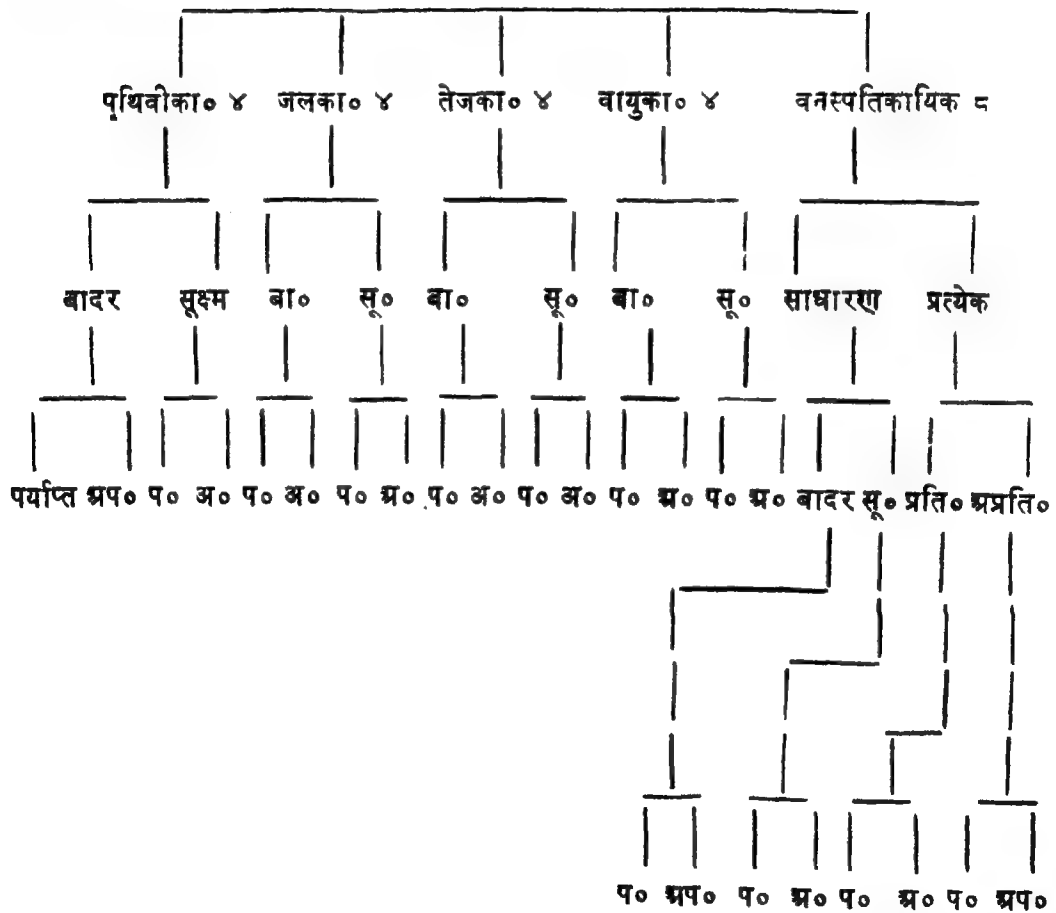 पृथिवीका० ४ जलका० ४ तेजका० ४ वायुका० ४ वनस्पतिकायिक ८
बादर सूक्ष्म बा० सू० बा० सू० बा० सू० साधारण प्रत्येक
पर्याप्त अप० प० अ० प० अ० प० अ० प० अ० प० अ० प० अ० प० अ० बादर सू० प्रति० अप्रति०
प० अप० प० अ० प० अ० प० अप०